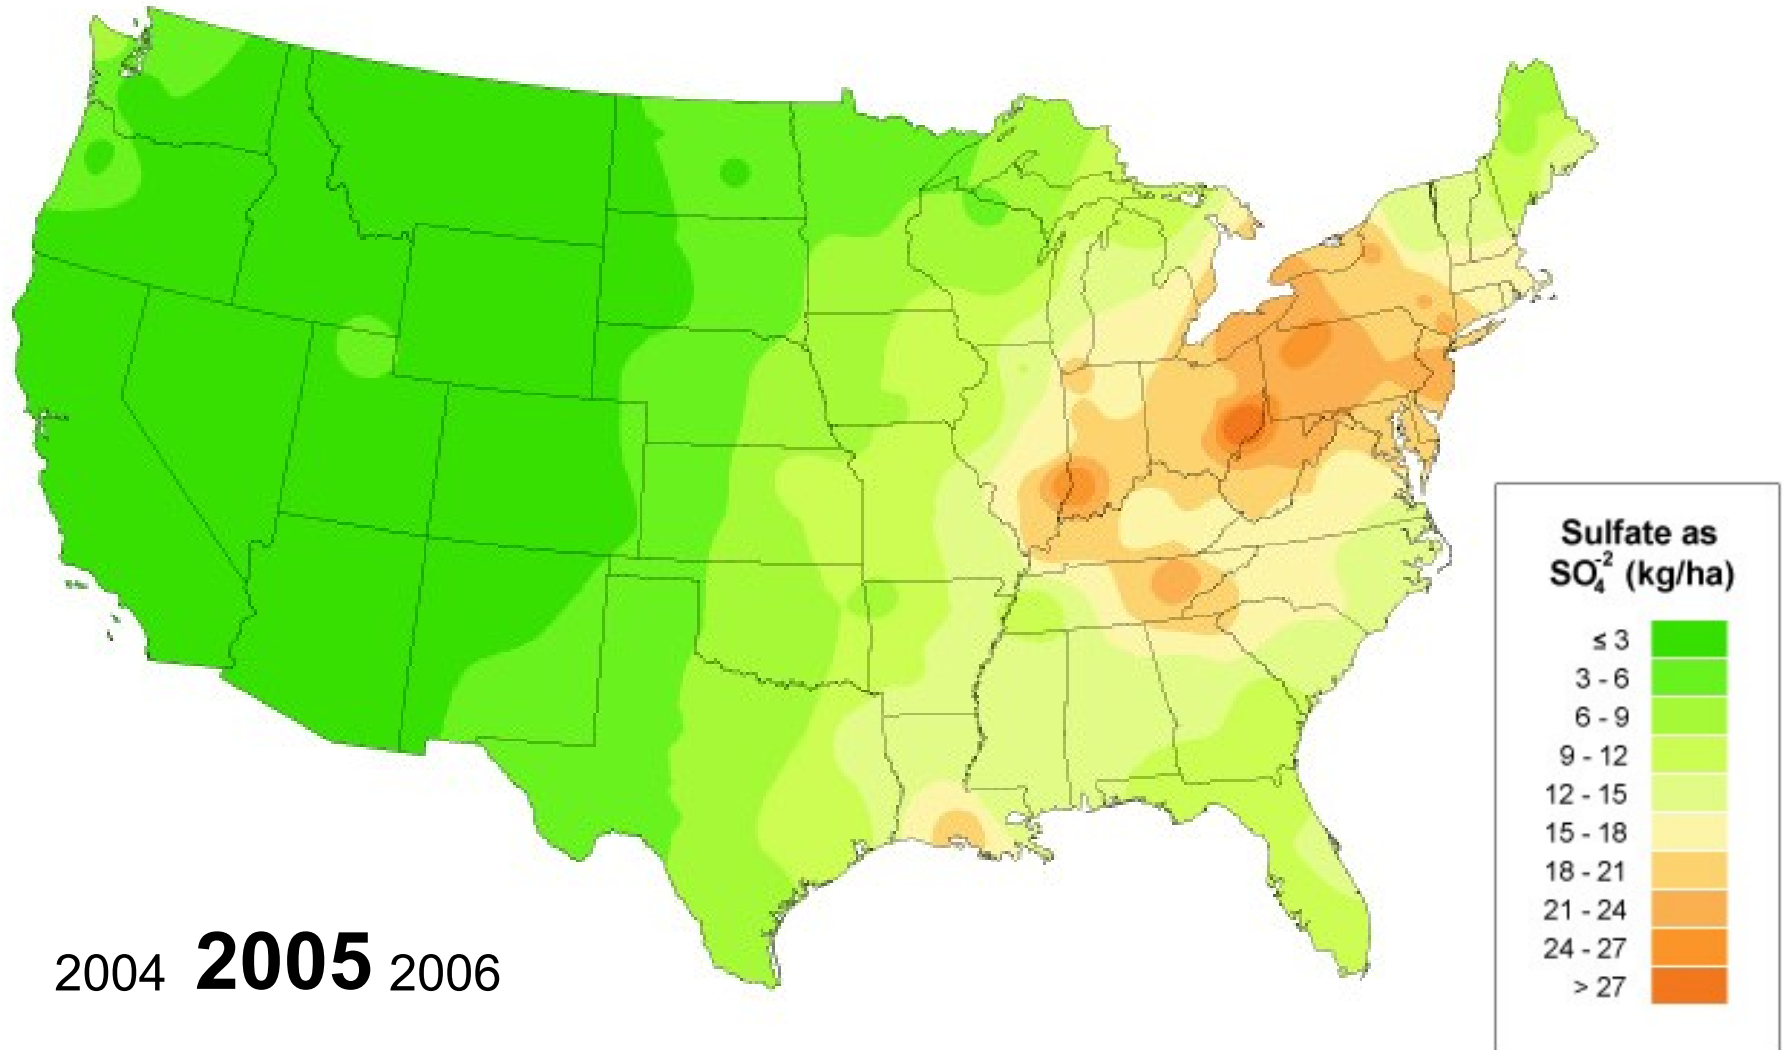 Sulfate as
SO₄⁻² (kg/ha)
≤ 3
3 - 6
6 - 9
9 - 12
12 - 15
15 - 18
18 - 21
21 - 24
24 - 27
> 27
2004 2005 2006